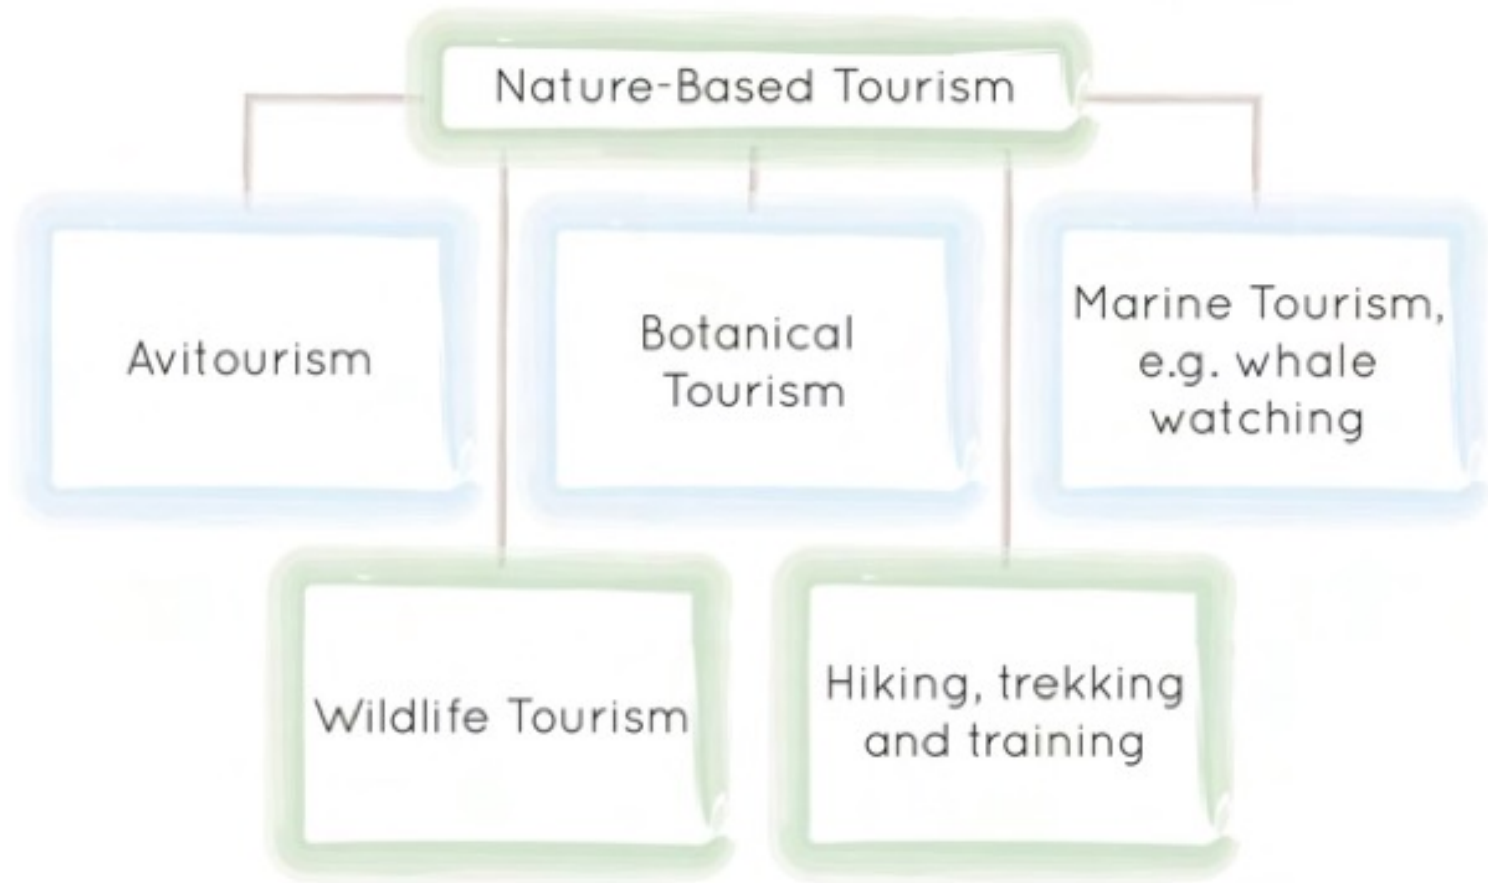 Nature-Based Tourism
Avitourism
Botanical
Tourism
Marine Tourism,
e.g. whale
watching
Wildlife Tourism
Hiking, trekking
and training